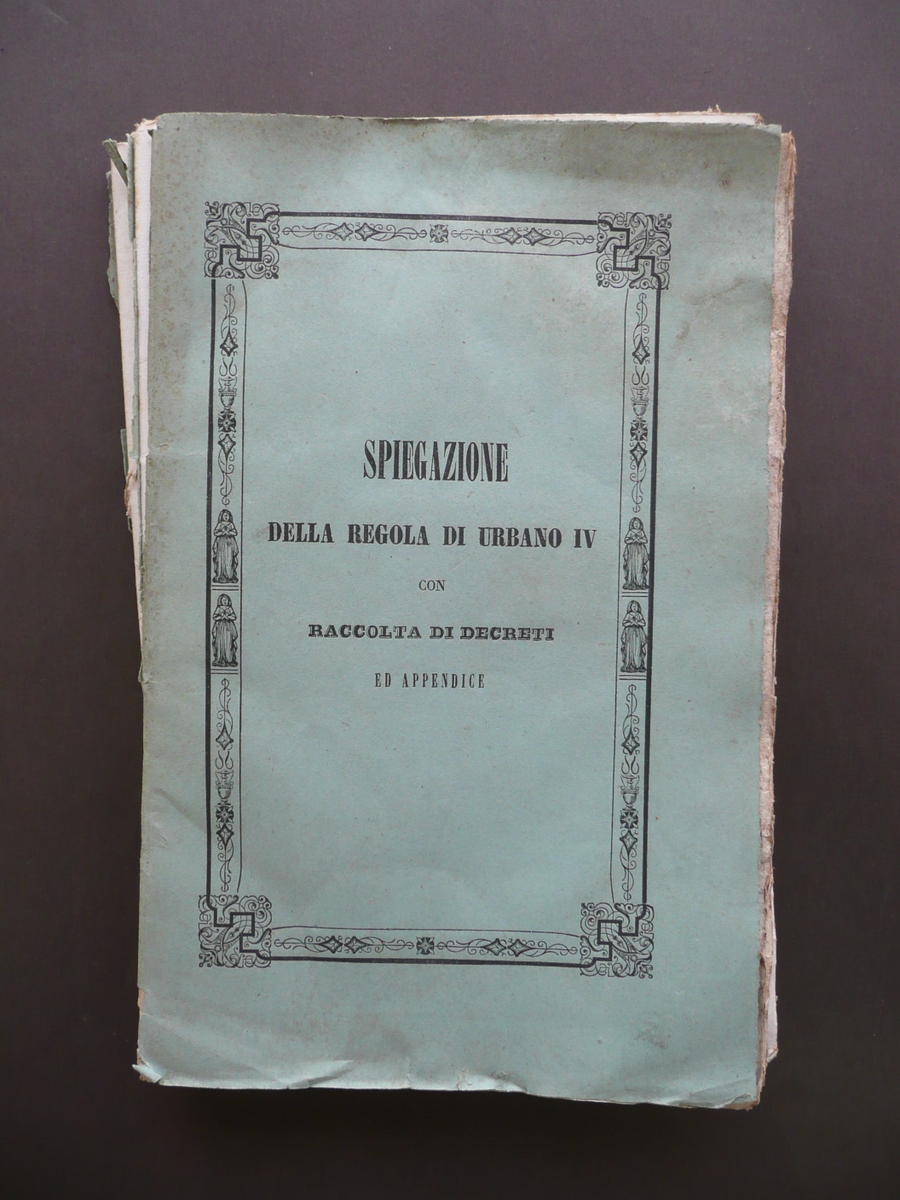 SPIEGAZIONE
DELLA REGOLA DI URBANO IV
CON
RACCOLTA DI DECRETI
ED APPENDICE